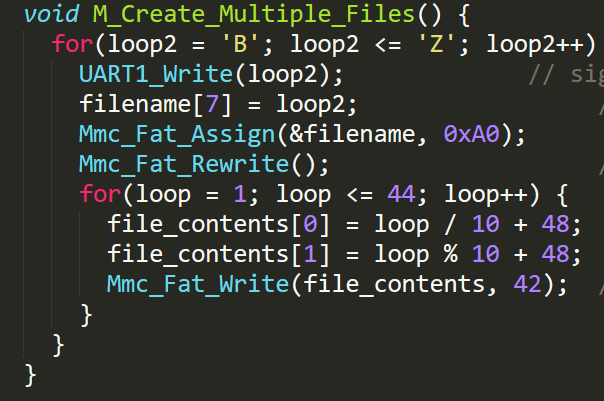 void M_Create_Multiple_Files() {
for(loop2 = 'B'; loop2 <= 'Z'; loop2++)
UART1_Write(loop2); // sig
filename[7] = loop2; /
Mmc_Fat_Assign(&filename, 0xA0);
Mmc_Fat_Rewrite(); /
for(loop = 1; loop <= 44; loop++) {
file_contents[0] = loop / 10 + 48;
file_contents[1] = loop % 10 + 48;
Mmc_Fat_Write(file_contents, 42); /
}
}
}